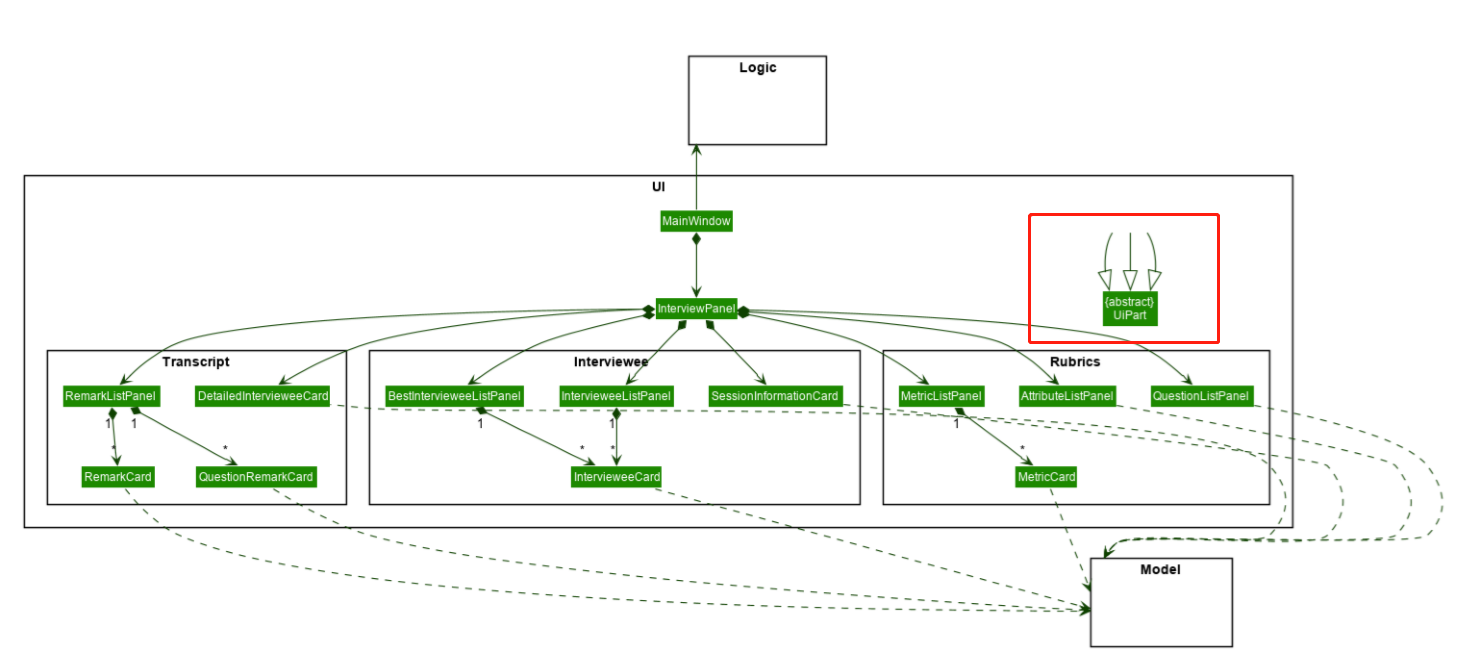 Logic
UI
MainWindow
{abstract}
UiPart
InterviewPanel
Transcript
Interviewee
Rubrics
RemarkListPanel
DetailedIntervieweeCard
BestIntervieweeListPanel
IntervieweeListPanel
SessionInformationCard
MetricListPanel
AttributeListPanel
QuestionListPanel
1 1 1 1 1
* * * * *
RemarkCard
QuestionRemarkCard
IntervieweeCard
MetricCard
Model